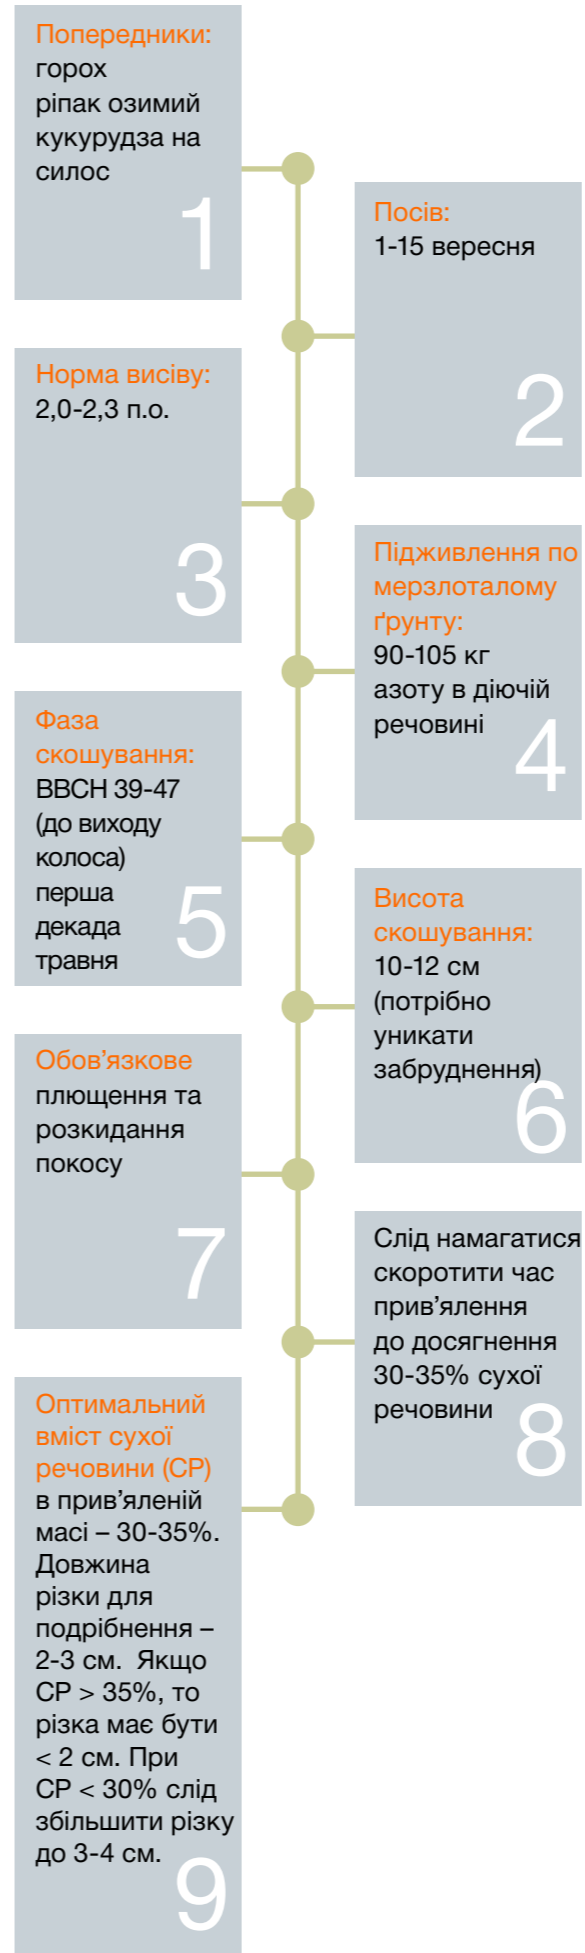 Попередники:
горох
ріпак озимий
кукурудза на
силос
1
Посів:
1-15 вересня
2
Норма висіву:
2,0-2,3 п.о.
3
Підживлення по
мерзлоталому
ґрунту:
90-105 кг
азоту в діючій
речовині
4
Фаза
скошування:
BBCH 39-47
(до виходу
колоса)
перша
декада
травня
5
Висота
скошування:
10-12 см
(потрібно
уникати
забруднення)
6
Обов’язкове
плющення та
розкидання
покосу
7
Слід намагатися
скоротити час
прив’ялення
до досягнення
30-35% сухої
речовини
8
Оптимальний
вміст сухої
речовини (СР)
в прив’яленій
масі – 30-35%.
Довжина
різки для
подрібнення –
2-3 см. Якщо
СР > 35%, то
різка має бути
< 2 см. При
СР < 30% слід
збільшити різку
до 3-4 см.
9